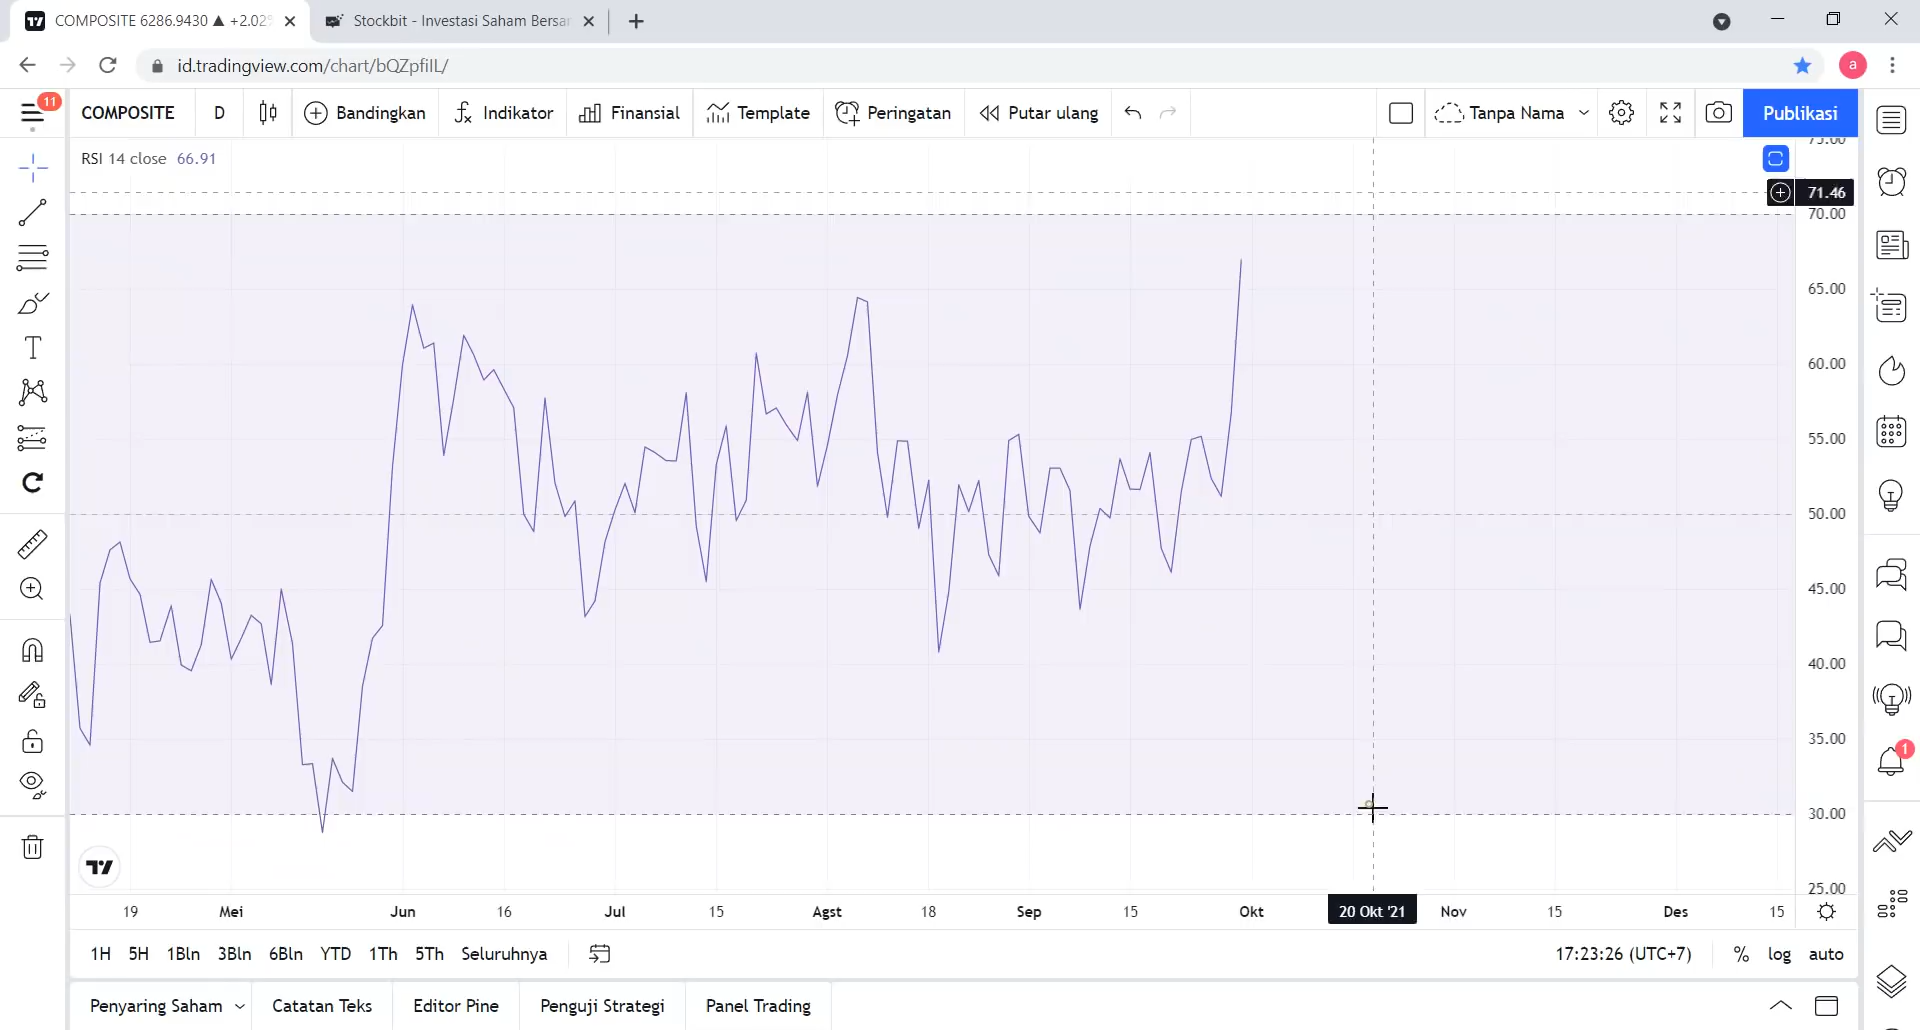 COMPOSITE 6286.9430 ▲ +2.02%
Stockbit - Investasi Saham Bersa
id.tradingview.com/chart/bQZpfiIL/
a
11
COMPOSITE D Bandingkan Indikator Finansial Template Peringatan Putar ulang Tanpa Nama Publikasi
RSI 14 close 66.91
75.00
71.46
70.00
65.00
60.00
55.00
50.00
45.00
40.00
35.00
1
30.00
25.00
19 Mei Jun 16 Jul 15 Agst 18 Sep 15 Okt 20 Okt '21 Nov 15 Des 15
1H 5H 1Bln 3Bln 6Bln YTD 1Th 5Th Seluruhnya 17:23:26 (UTC+7) % log auto
Penyaring Saham Catatan Teks Editor Pine Penguji Strategi Panel Trading